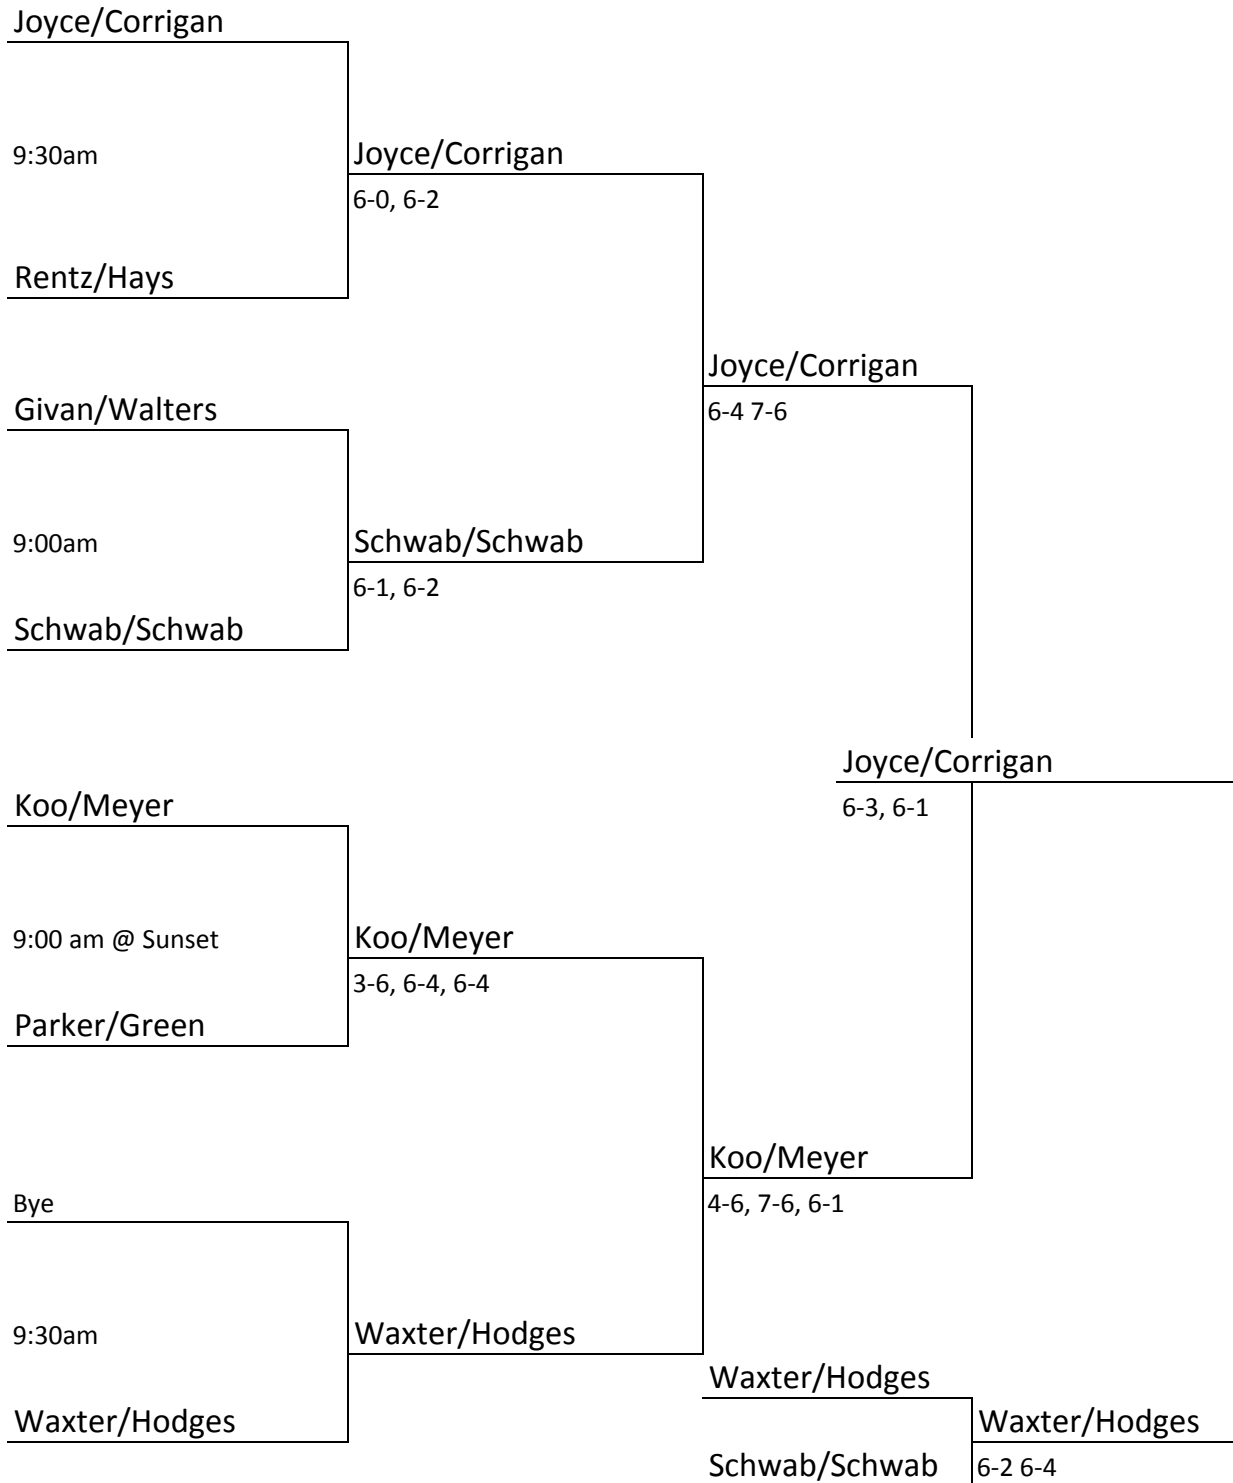 Joyce/Corrigan
9:30am
Joyce/Corrigan
6-0, 6-2
Rentz/Hays
Joyce/Corrigan
6-4 7-6
Givan/Walters
9:00am
Schwab/Schwab
6-1, 6-2
Schwab/Schwab
Joyce/Corrigan
6-3, 6-1
Koo/Meyer
9:00 am @ Sunset
Koo/Meyer
3-6, 6-4, 6-4
Parker/Green
Koo/Meyer
4-6, 7-6, 6-1
Bye
9:30am
Waxter/Hodges
Waxter/Hodges
Waxter/Hodges
Waxter/Hodges
Schwab/Schwab
6-2 6-4